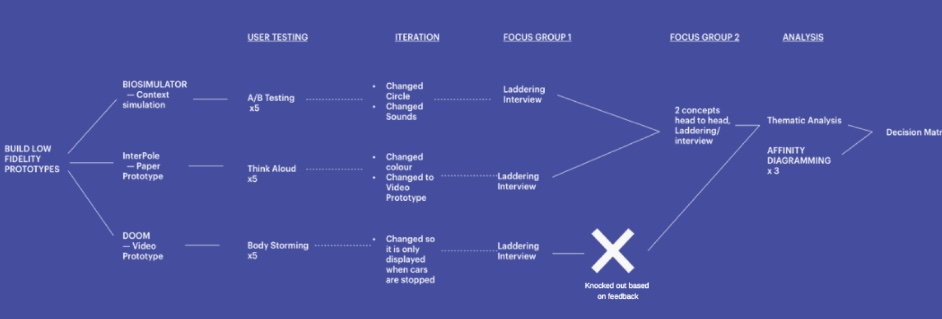 USER TESTING
ITERATION
FOCUS GROUP 1
FOCUS GROUP 2
ANALYSIS
BUILD LOW
FIDELITY
PROTOTYPES
BIOSIMULATOR
— Context
simulation
A/B Testing
x5
• Changed
Circle
• Changed
Sounds
Laddering
Interview
InterPole
— Paper
Prototype
Think Aloud
x5
• Changed
colour
• Changed to
Video
Prototype
Laddering
Interview
DOOM
— Video
Prototype
Body Storming
x5
• Changed so
it is only
displayed
when cars
are stopped
Laddering
Interview
Knocked out based
on feedback
2 concepts
head to head,
Laddering/
interview
Thematic Analysis
AFFINITY
DIAGRAMMING
x 3
Decision Matr